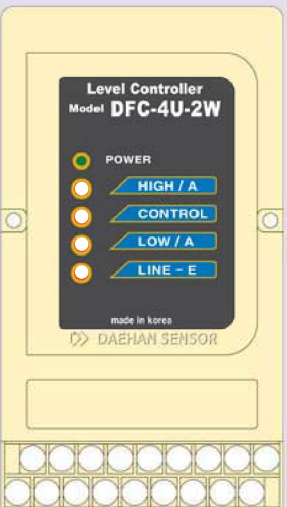 Level Controller
Model DFC-4U-2W
POWER
HIGH / A
CONTROL
LOW / A
LINE - E
made in korea
DAEHAN SENSOR